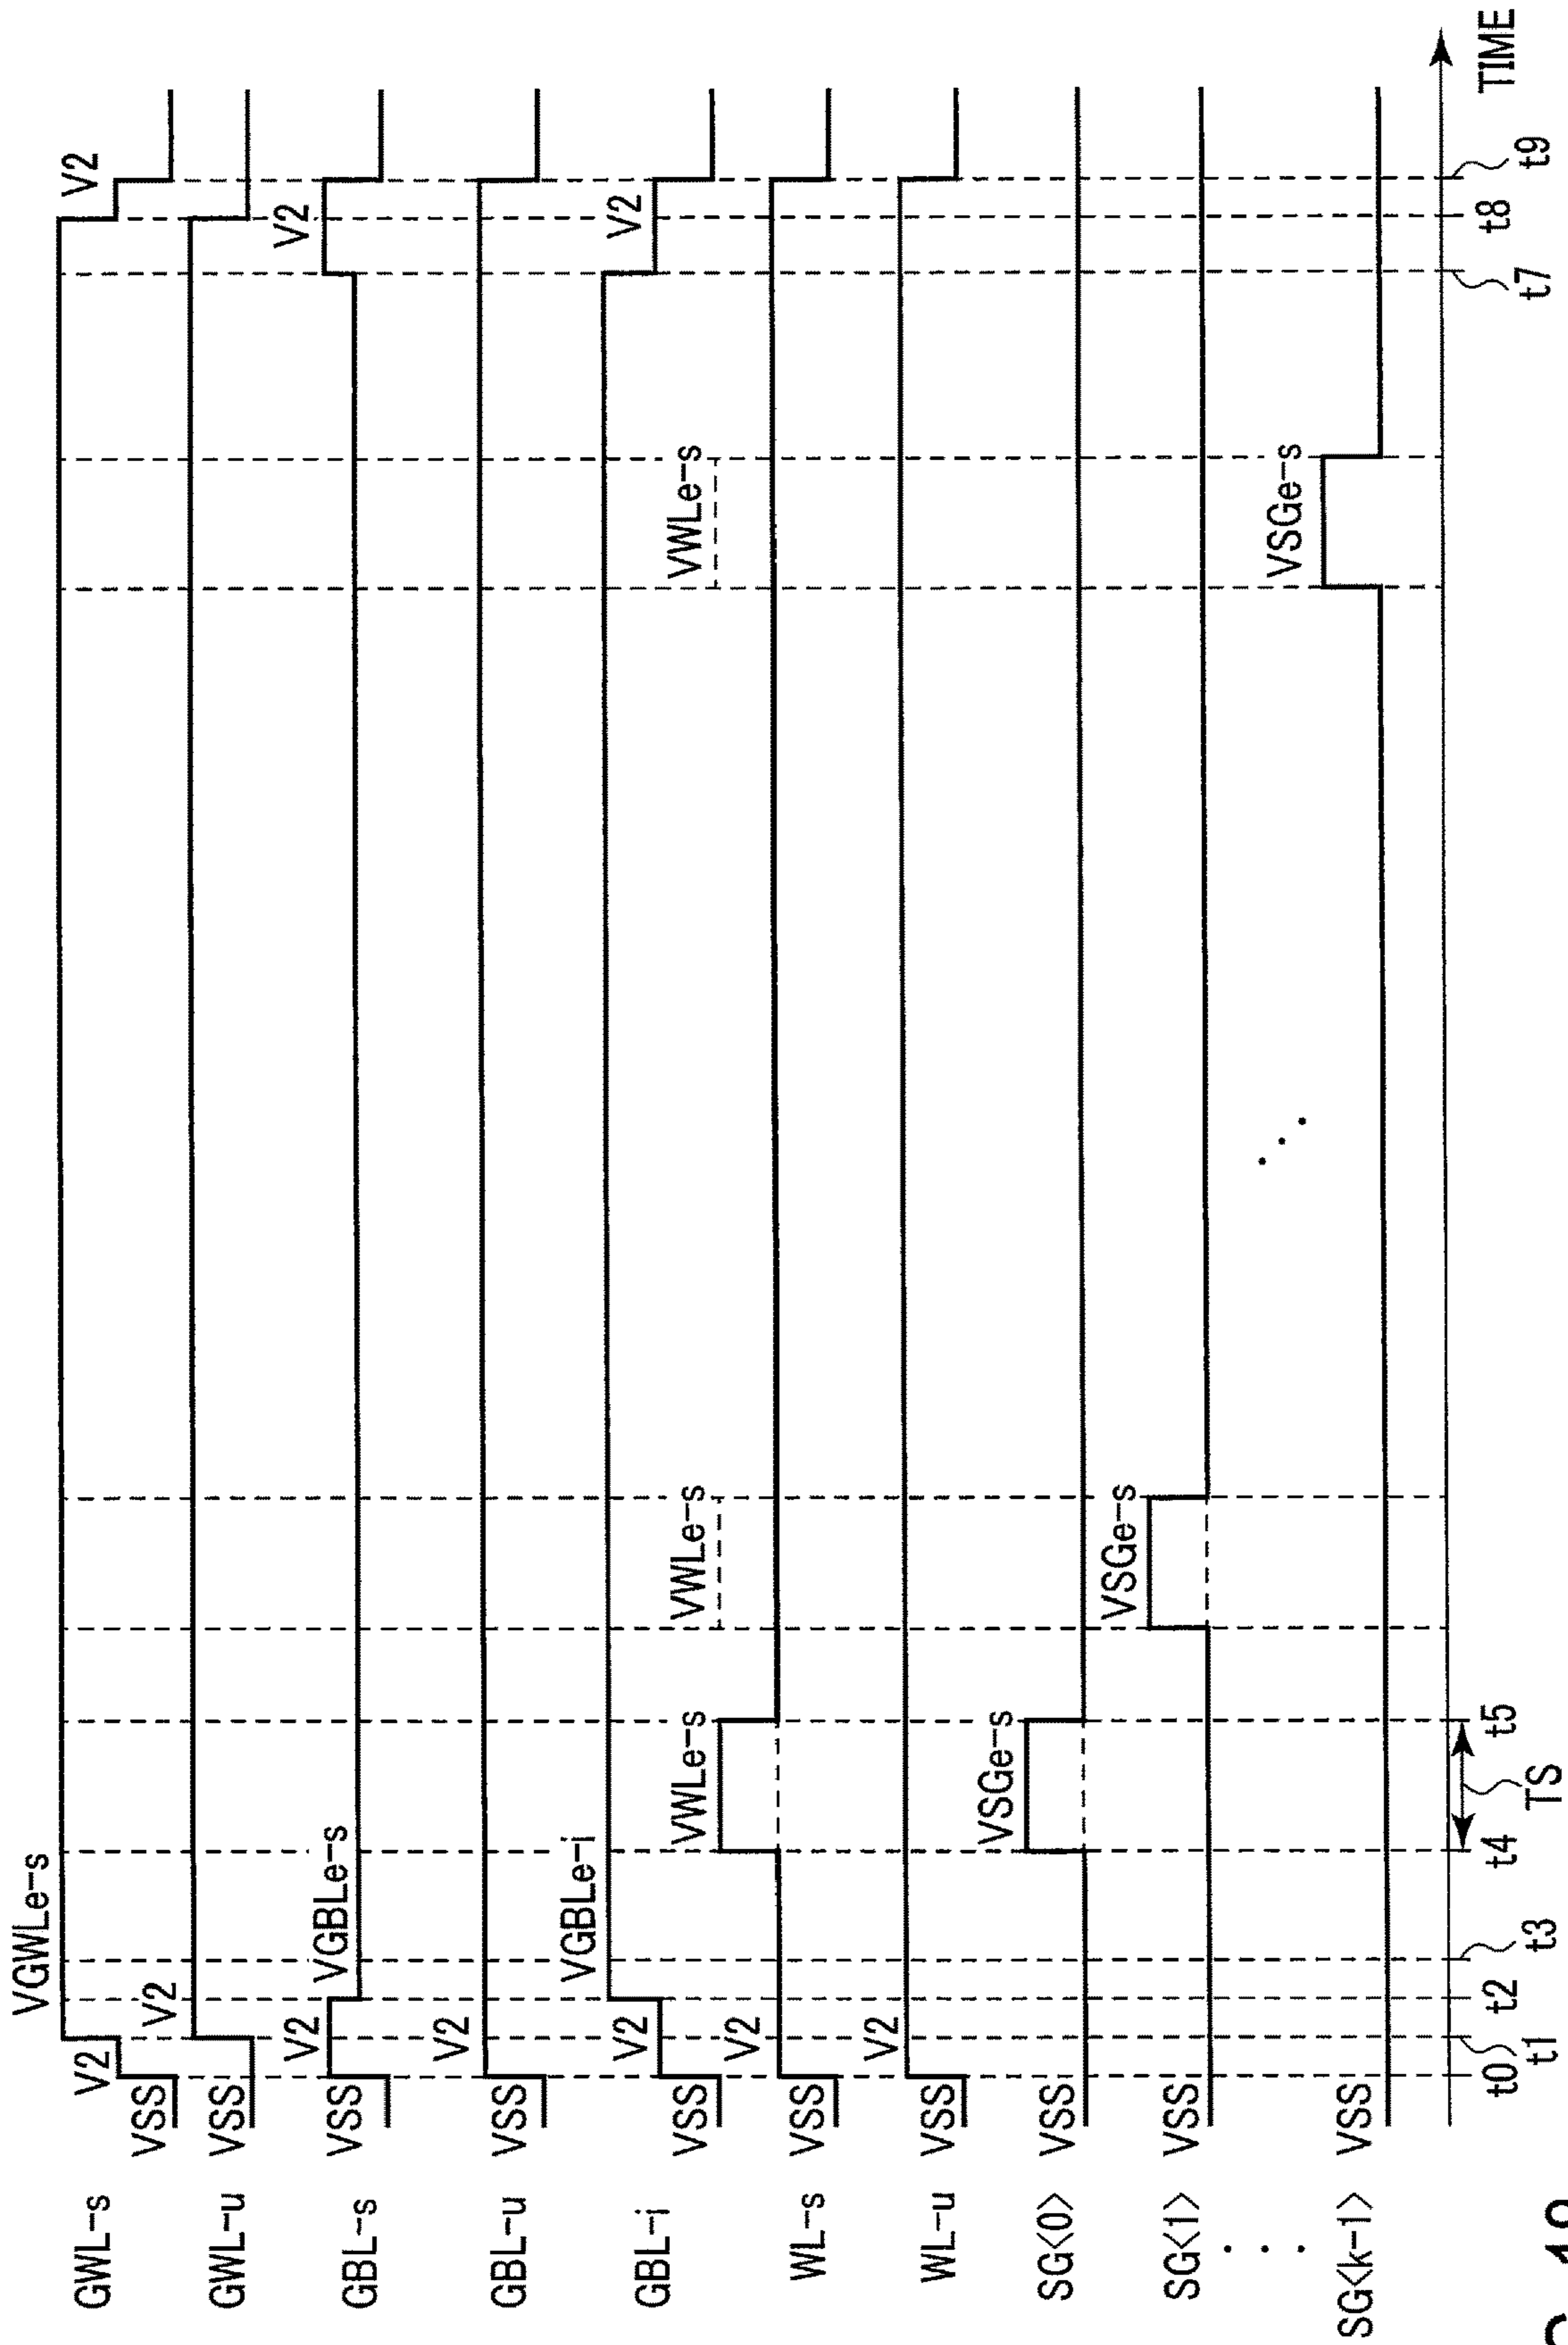 GWL-s VSS V2 VGWLe-s V2
GWL-u VSS V2
GBL-s VSS V2 VGBLe-s V2
GBL-u VSS V2
GBL-i VSS V2 VGBLe-i V2
WL-s VSS V2 VWLe-s VWLe-s VWLe-s
WL-u VSS V2
SG<0> VSS VSGe-s
SG<1> VSS VSGe-s
SG<k-1> VSS VSGe-s
t0 t1 t2 t3 t4 t5 t7 t8 t9 TIME
TS